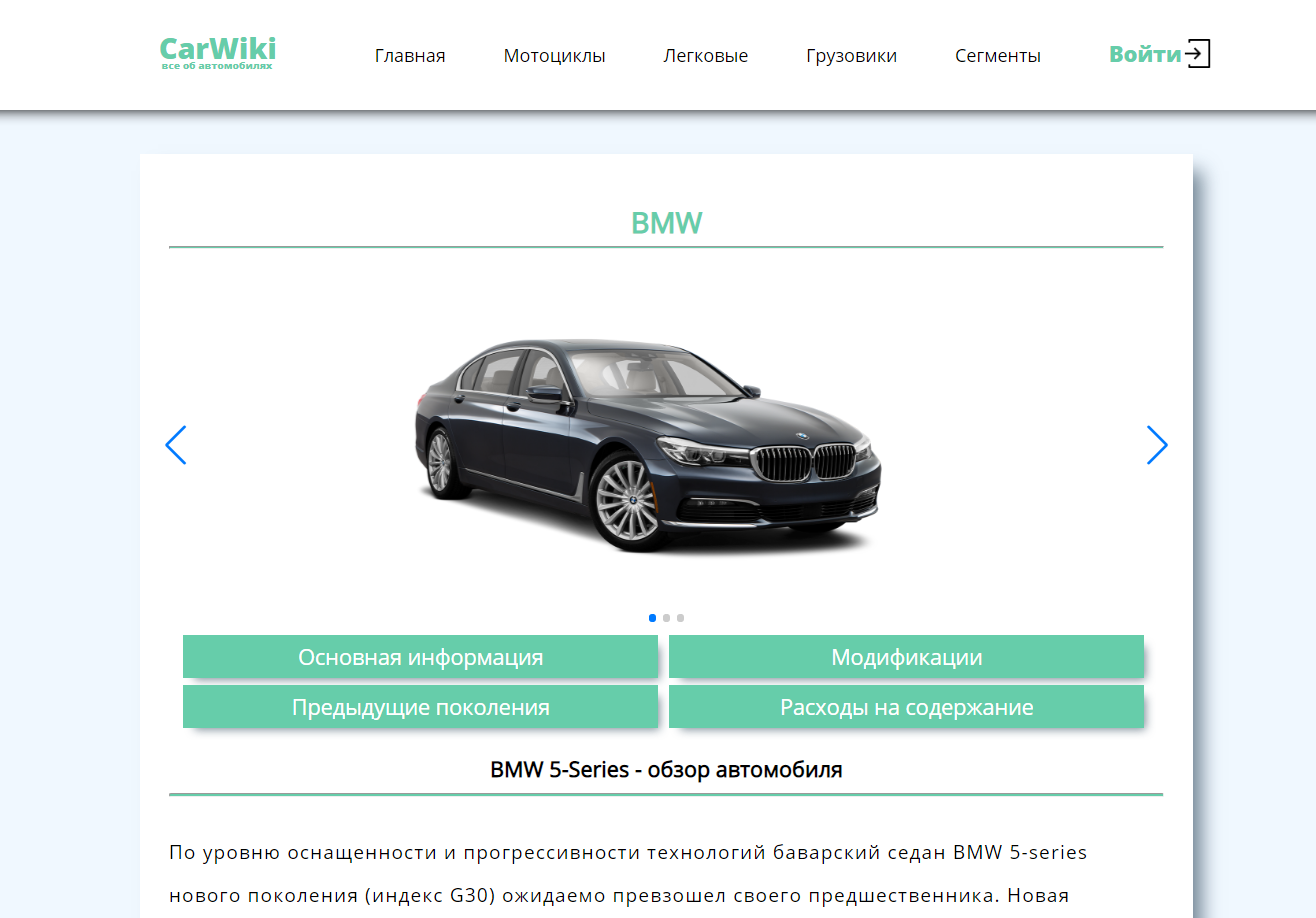 CarWiki
все об автомобилях
Главная
Мотоциклы
Легковые
Грузовики
Сегменты
Войти
BMW
Основная информация
Модификации
Предыдущие поколения
Расходы на содержание
BMW 5-Series - обзор автомобиля
По уровню оснащенности и прогрессивности технологий баварский седан BMW 5-series
нового поколения (индекс G30) ожидаемо превзошел своего предшественника. Новая